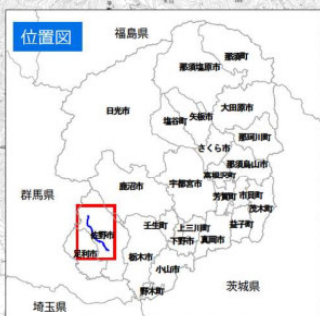 位置図
福島県
那須町
那須塩原市
日光市
大田原市
塩谷町
矢板市
那珂川町
さくら市
那須烏山市
群馬県
鹿沼市
宇都宮市
高根沢町
芳賀町
市貝町
茂木町
佐野市
壬生町
上三川町
益子町
足利市
栃木市
下野市
真岡市
小山市
野木町
茨城県
埼玉県